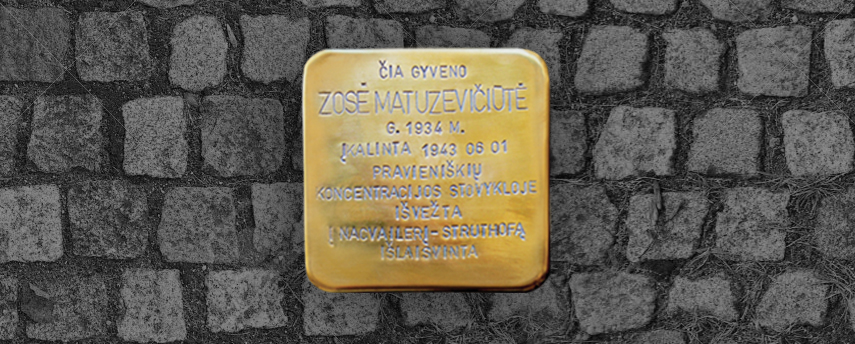 ČIA GYVENO
ZOSĖ MATUZEVIČIŪTĖ
G. 1934 M.
ĮKALINTA 1943 06 01
PRAVIENIŠKIŲ
KONCENTRACIJOS STOVYKLOJE
IŠVEŽTA
Į NACVAILERĮ-STRUTHOFĄ
IŠLAISVINTA